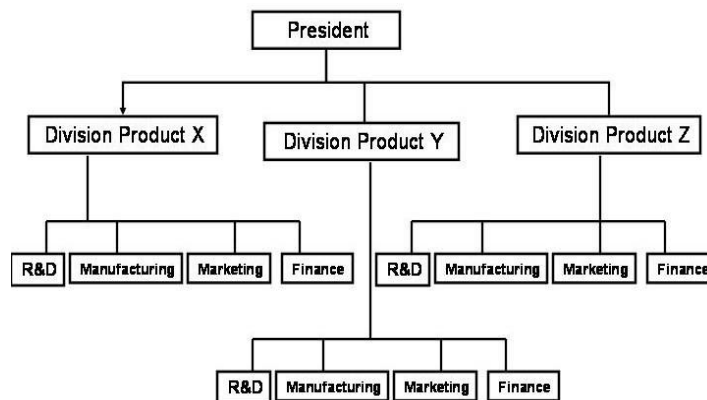 President
Division Product X
Division Product Y
Division Product Z
R&D Manufacturing Marketing Finance
R&D Manufacturing Marketing Finance
R&D Manufacturing Marketing Finance